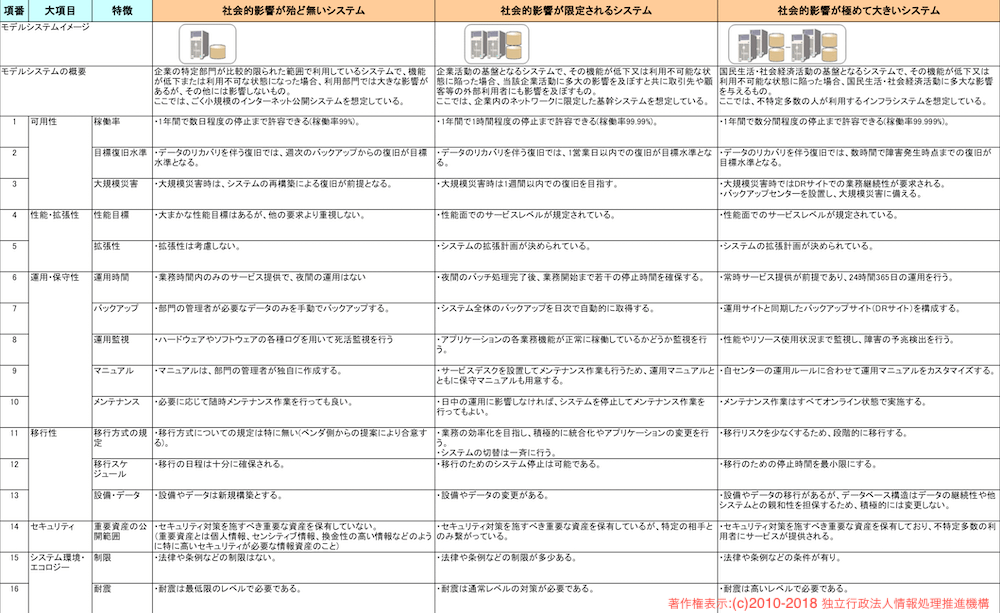 項番 大項目 特徴 社会的影響が殆ど無いシステム 社会的影響が限定されるシステム 社会的影響が極めて大きいシステム
モデルシステムイメージ
モデルシステムの概要
企業の特定部門が比較的限られた範囲で利用しているシステムで、機能
が低下または利用不可な状態になった場合、利用部門では大きな影響が
あるが、その他には影響しないもの。
ここでは、ごく小規模のインターネット公開システムを想定している。
企業活動の基盤となるシステムで、その機能が低下又は利用不可能な状
態に陥った場合、当該企業活動に多大の影響を及ぼすと共に取引先や顧
客等の外部利用者にも影響を及ぼすもの。
ここでは、企業内のネットワークに限定した基幹システムを想定している。
国民生活・社会経済活動の基盤となるシステムで、その機能が低下又は
利用不可能な状態に陥った場合、国民生活・社会経済活動に多大な影響
を与えるもの。
ここでは、不特定多数の人が利用するインフラシステムを想定している。
1 可用性 稼働率 ・1年間で数日程度の停止まで許容できる(稼働率99%)。 ・1年間で1時間程度の停止まで許容できる(稼働率99.99%)。 ・1年間で数分間程度の停止まで許容できる(稼働率99.999%)。
2 目標復旧水準
・データのリカバリを伴う復旧では、週次のバックアップからの復旧が目標
水準となる。
・データのリカバリを伴う復旧では、1営業日以内での復旧が目標水準とな
る。
・データのリカバリを伴う復旧では、数時間で障害発生時点までの復旧が
目標水準となる。
3 大規模災害 ・大規模災害時は、システムの再構築による復旧が前提となる。 ・大規模災害時は1週間以内での復旧を目指す。
・大規模災害時ではDRサイトでの業務継続性が要求される。
・バックアップセンターを設置し、大規模災害に備える。
4 性能・拡張性 性能目標 ・大まかな性能目標はあるが、他の要求より重視しない。 ・性能面でのサービスレベルが規定されている。 ・性能面でのサービスレベルが規定されている。
5 拡張性 ・拡張性は考慮しない。 ・システムの拡張計画が決められている。 ・システムの拡張計画が決められている。
6 運用・保守性 運用時間 ・業務時間内のみのサービス提供で、夜間の運用はない ・夜間のバッチ処理完了後、業務開始まで若干の停止時間を確保する。 ・常時サービス提供が前提であり、24時間365日の運用を行う。
7 バックアップ ・部門の管理者が必要なデータのみを手動でバックアップする。 ・システム全体のバックアップを日次で自動的に取得する。 ・運用サイトと同期したバックアップサイト(DRサイト)を構成する。
8 運用監視 ・ハードウェアやソフトウェアの各種ログを用いて死活監視を行う
・アプリケーションの各業務機能が正常に稼働しているかどうか監視を行
う。
・性能やリソース使用状況まで監視し、障害の予兆検出を行う。
9 マニュアル ・マニュアルは、部門の管理者が独自に作成する。
・サービスデスクを設置してメンテナンス作業も行うため、運用マニュアルと
ともに保守マニュアルも用意する。
・自センターの運用ルールに合わせて運用マニュアルをカスタマイズする。
10 メンテナンス ・必要に応じて随時メンテナンス作業を行っても良い。
・日中の運用に影響しなければ、システムを停止してメンテナンス作業を
行ってもよい。
・メンテナンス作業はすべてオンライン状態で実施する。
11 移行性
移行方式の規
定
・移行方式についての規定は特に無い(ベンダ側からの提案により合意す
る)。
・業務の効率化を目指し、積極的に統合化やアプリケーションの変更を行
う。
・システムの切替は一斉に行う。
・移行リスクを少なくするため、段階的に移行する。
12
移行スケ
ジュール
・移行の日程は十分に確保される。 ・移行のためのシステム停止は可能である。 ・移行のための停止時間を最小限にする。
13 設備・データ ・設備やデータは新規構築とする。 ・設備やデータの変更がある。
・設備やデータの移行があるが、データベース構造はデータの継続性や他
システムとの親和性を担保するため、積極的には変更しない。
14 セキュリティ
重要資産の公
開範囲
・セキュリティ対策を施すべき重要な資産を保有していない。
(重要資産とは個人情報、センシティブ情報、換金性の高い情報などのよう
に特に高いセキュリティが必要な情報資産のこと)
・セキュリティ対策を施すべき重要な資産を保有しているが、特定の相手と
のみ繋がっている。
・セキュリティ対策を施すべき重要な資産を保有しており、不特定多数の利
用者にサービスが提供される。
15
システム環境・
エコロジー
制限 ・法律や条例などの制限はない。 ・法律や条例などの制限が多少ある。 ・法律や条例などの条件が有り。
16 耐震 ・耐震は最低限のレベルで必要である。 ・耐震は通常レベルの対策が必要である。 ・耐震は高いレベルで必要である。
著作権表示:(c)2010-2018 独立行政法人情報処理推進機構